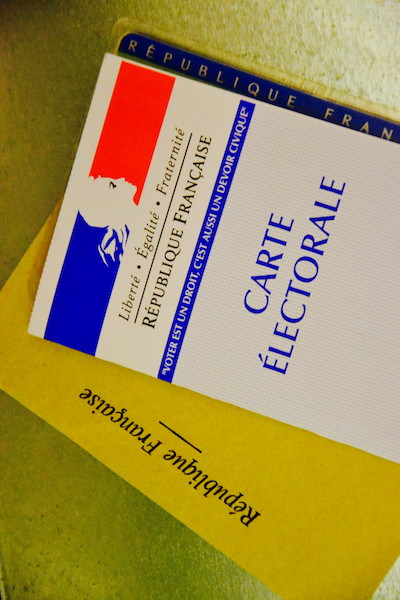 RÉPUBLIQUE FRAN
Liberté • Égalité • Fraternité
RÉPUBLIQUE FRANÇAISE
"VOTER EST UN DROIT, C'EST AUSSI UN DEVOIR CIVIQUE"
CARTE
ÉLECTORALE
République Française